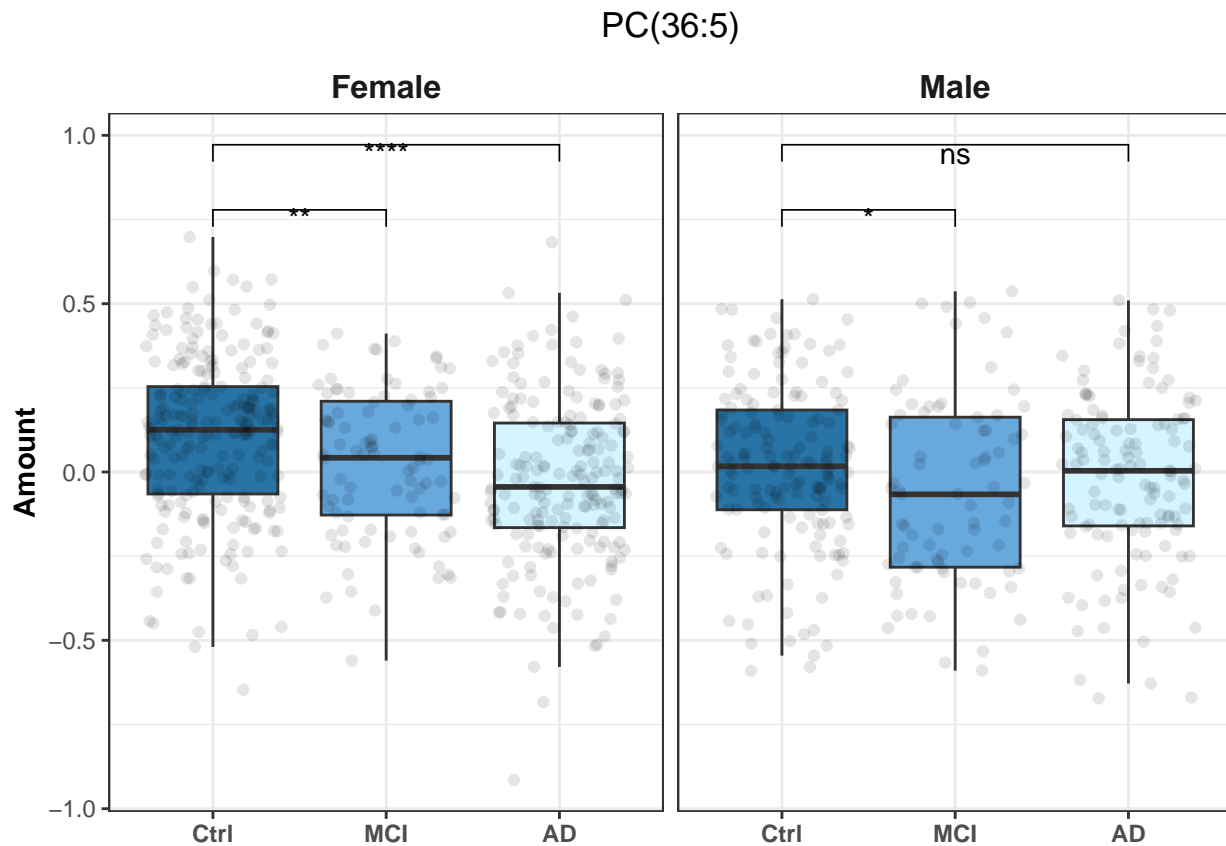 PC(36:5)
Female
Male
1.0
0.5
0.0
−0.5
−1.0
Amount
****
**
ns
*
Ctrl
MCI
AD
Ctrl
MCI
AD